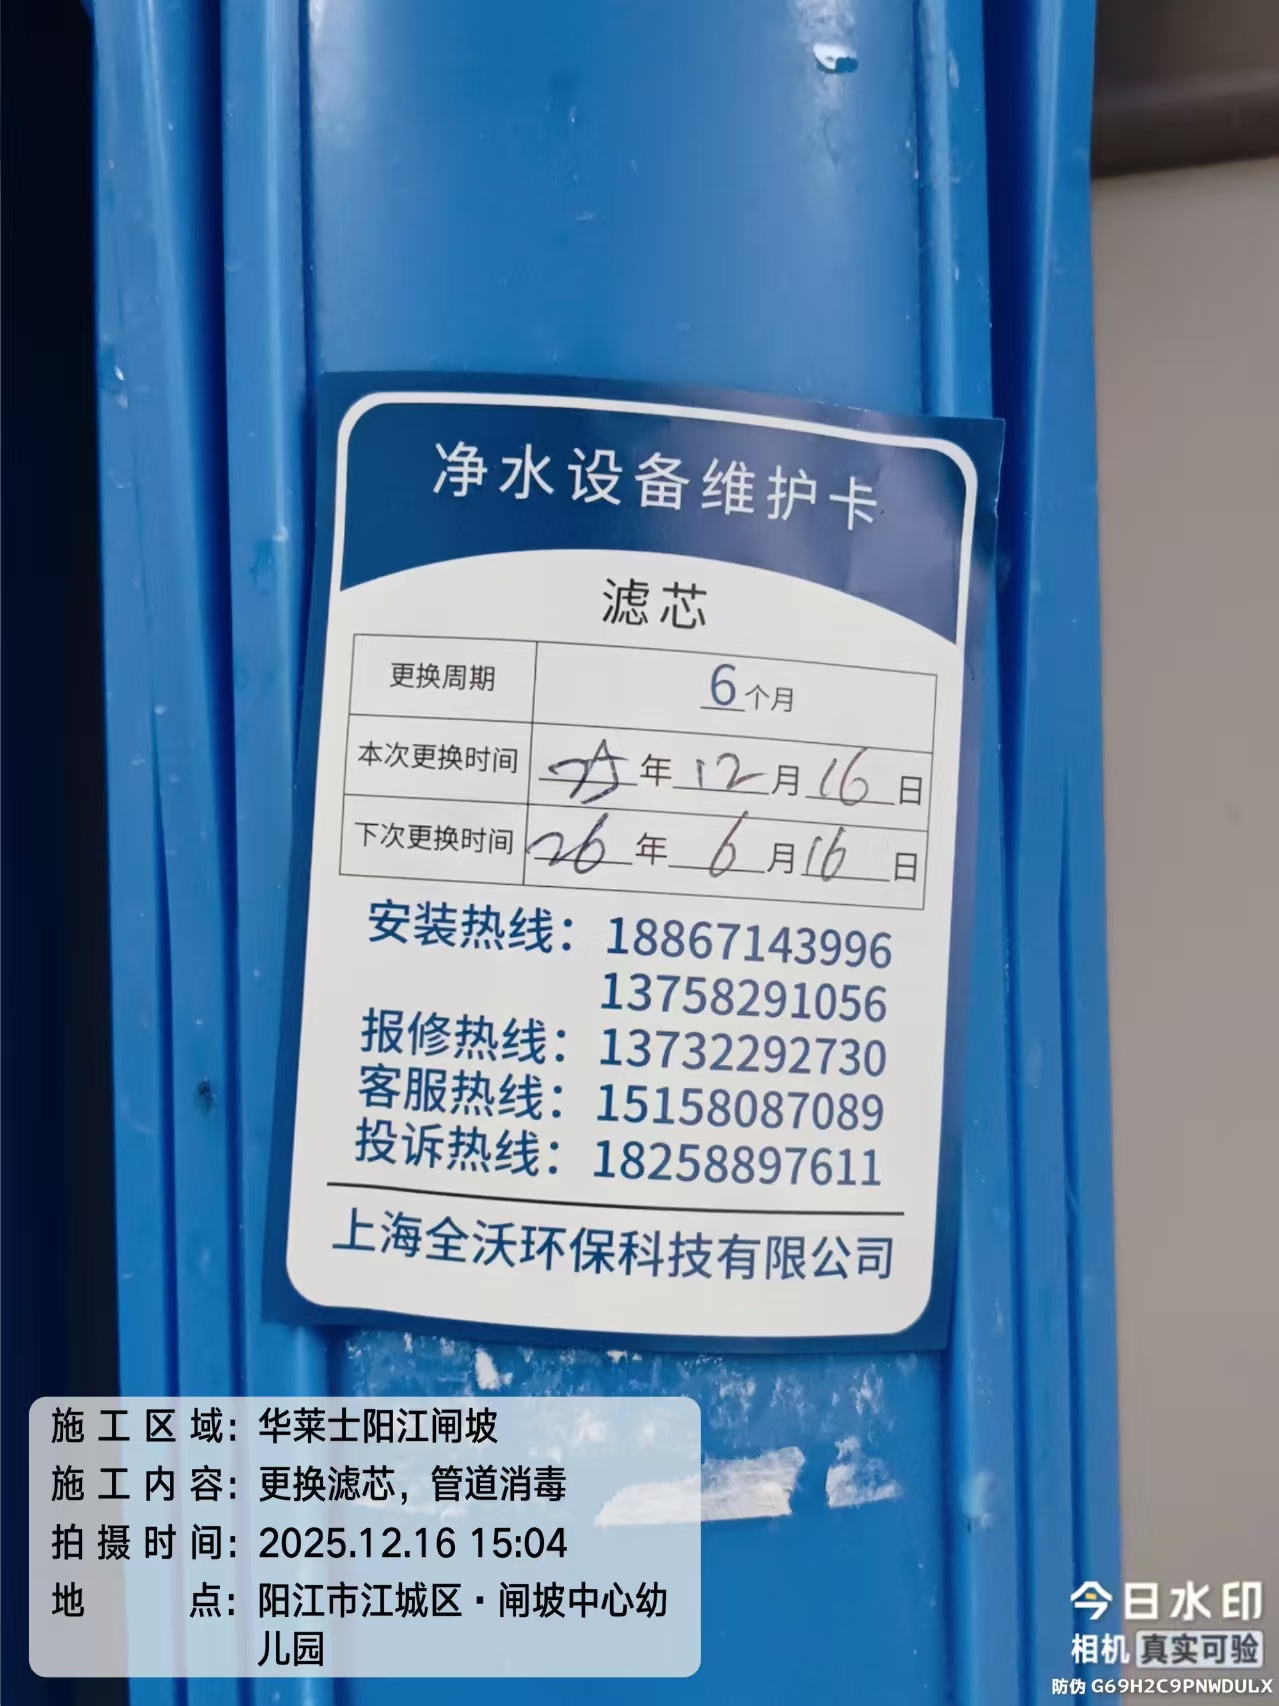 净水设备维护卡
滤芯
更换周期 6个月
本次更换时间 25年12月16日
下次更换时间 26年6月16日
安装热线：18867143996
13758291056
报修热线：13732292730
客服热线：15158087089
投诉热线：18258897611
上海全沃环保科技有限公司
施工区域：华莱士阳江闸坡
施工内容：更换滤芯，管道消毒
拍摄时间：2025.12.16 15:04
地点：阳江市江城区·闸坡中心幼
儿园
今日水印
相机 真实可验
防伪 G69H2C9PNWDULX